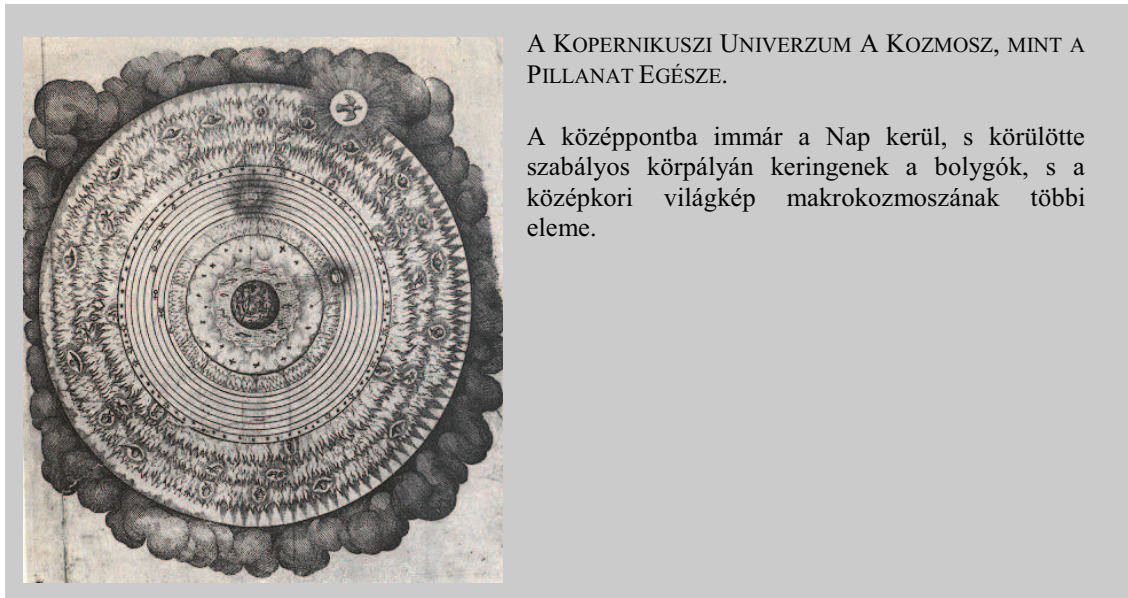 A KOPERNIKUSZI UNIVERZUM A KOZMOSZ, MINT A
PILLANAT EGÉSZE.
A középpontba immár a Nap kerül, s körülötte
szabályos körpályán keringenek a bolygók, s a
középkori világkép makrokozmoszának többi
eleme.